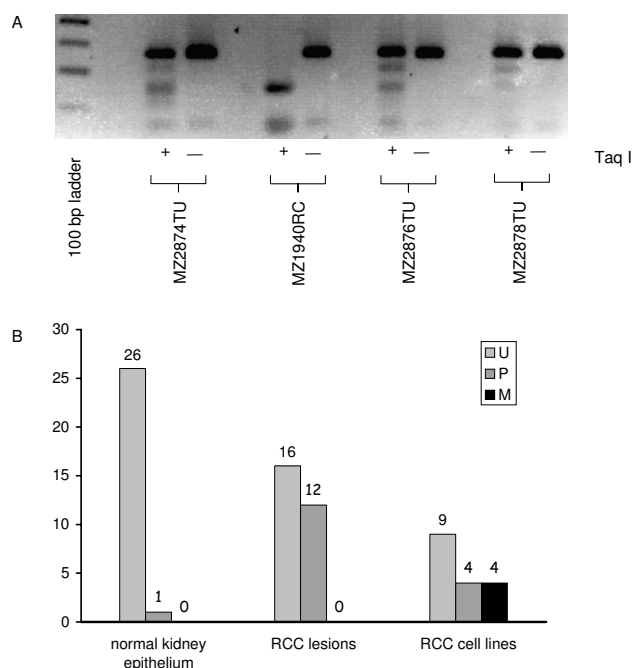 A
+ — + — + — + —
Taq I
100 bp ladder
MZ2874TU
MZ1940RC
MZ2876TU
MZ2878TU
B
30
25
20
15
10
5
0
26
1
0
16
12
0
9
4
4
U
P
M
normal kidney
epithelium
RCC lesions
RCC cell lines